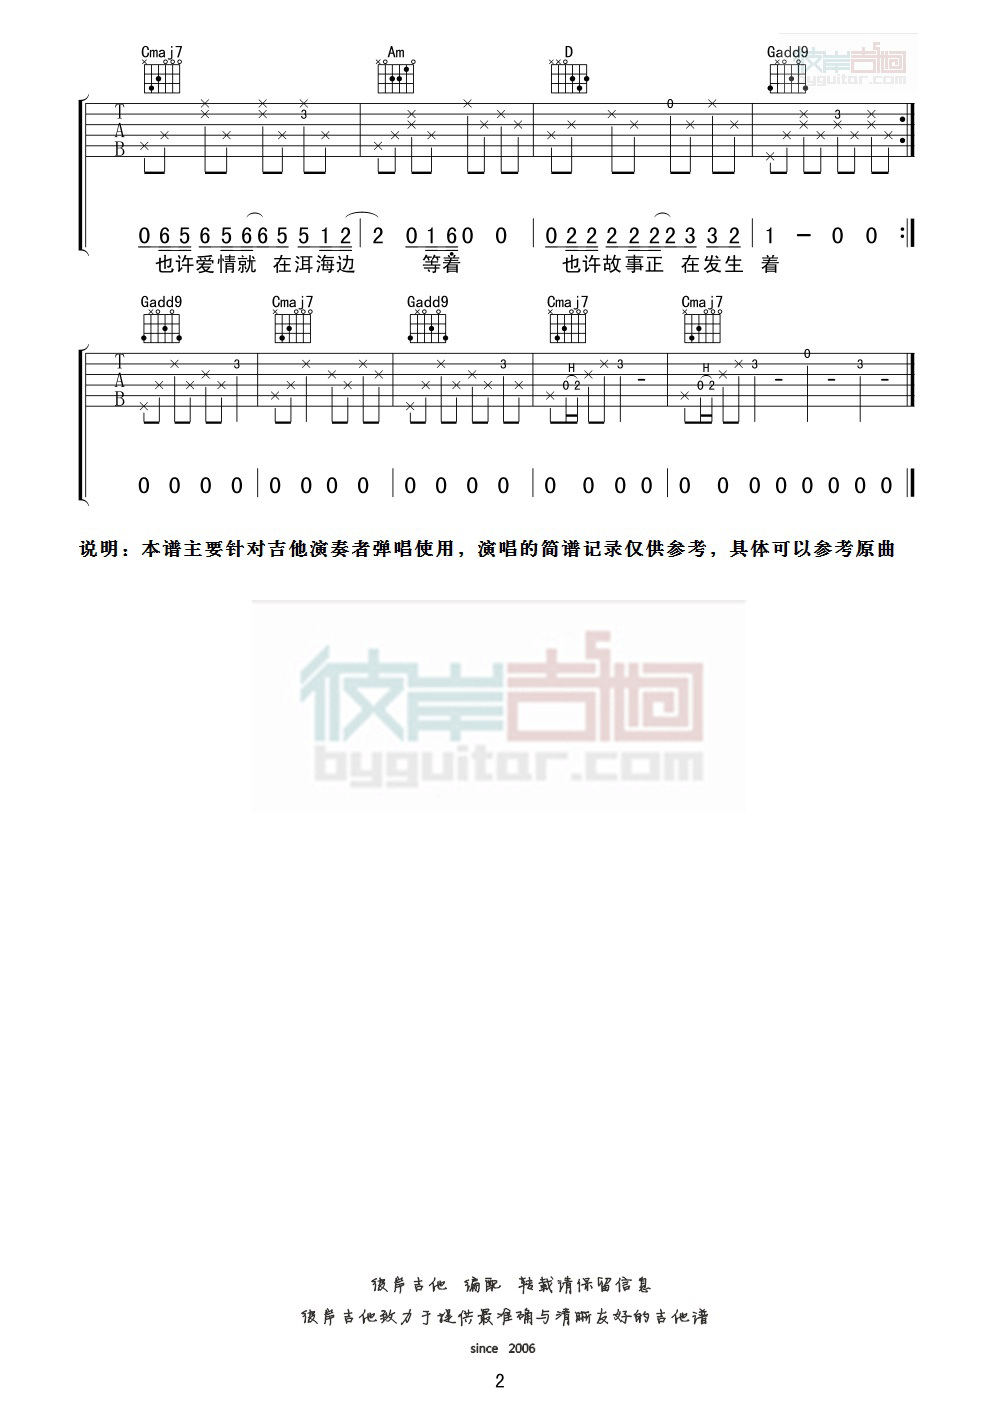 彼岸吉他
byguitar.com
Cmaj7 Am D Gadd9
T A B 3 0 3
0 6 5 6 5 6 6 5 5 1 2 | 2 0 1 6 0 0 | 0 2 2 2 2 2 2 3 3 2 | 1 – 0 0 :
也许爱情就 在洱海边 等着 也许故事正 在发生 着
Gadd9 Cmaj7 Gadd9 Cmaj7 Cmaj7
T A B 3 3 H 0 2 3 - H 0 2 3 - 0 - 3 -
0 0 0 0 | 0 0 0 0 | 0 0 0 0 | 0 0 0 0 | 0 0 0 0 0 0 0 0
说明：本谱主要针对吉他演奏者弹唱使用，演唱的简谱记录仅供参考，具体可以参考原曲
彼岸吉他
byguitar.com
彼岸吉他 编配 转载请保留信息
彼岸吉他致力于提供最准确与清晰友好的吉他谱
since 2006
2